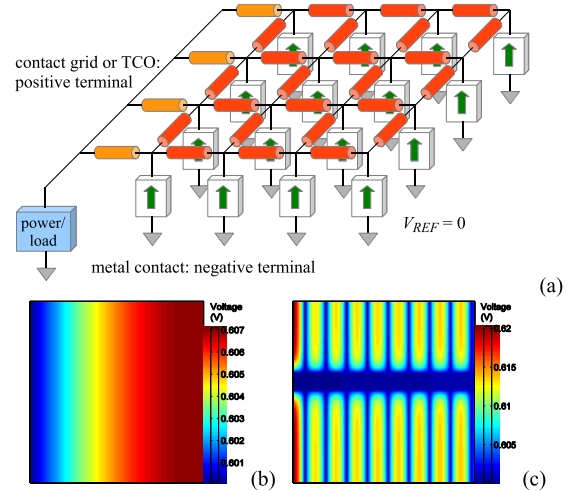 contact grid or TCO:
positive terminal
power/
load
V_REF = 0
metal contact: negative terminal
(a)
Voltage
(V)
0.607
0.606
0.605
0.604
0.603
0.602
0.601
(b)
Voltage
(V)
0.62
0.615
0.61
0.605
(c)